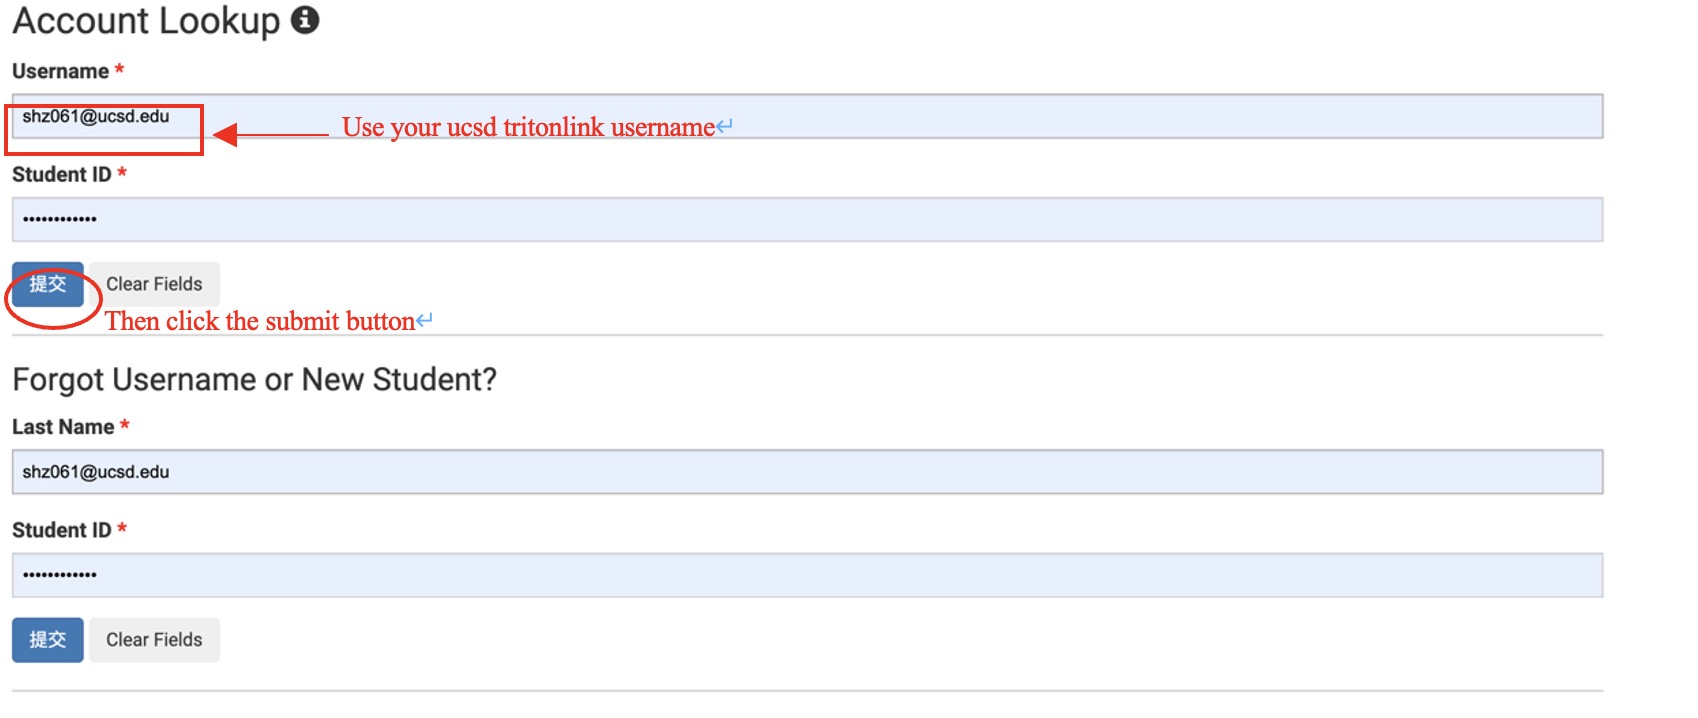 Account Lookup
Username *
shz061@ucsd.edu
Use your ucsd tritonlink username↵
Student ID *
••••••••••••
提交 Clear Fields
Then click the submit button↵
Forgot Username or New Student?
Last Name *
shz061@ucsd.edu
Student ID *
••••••••••••
提交 Clear Fields